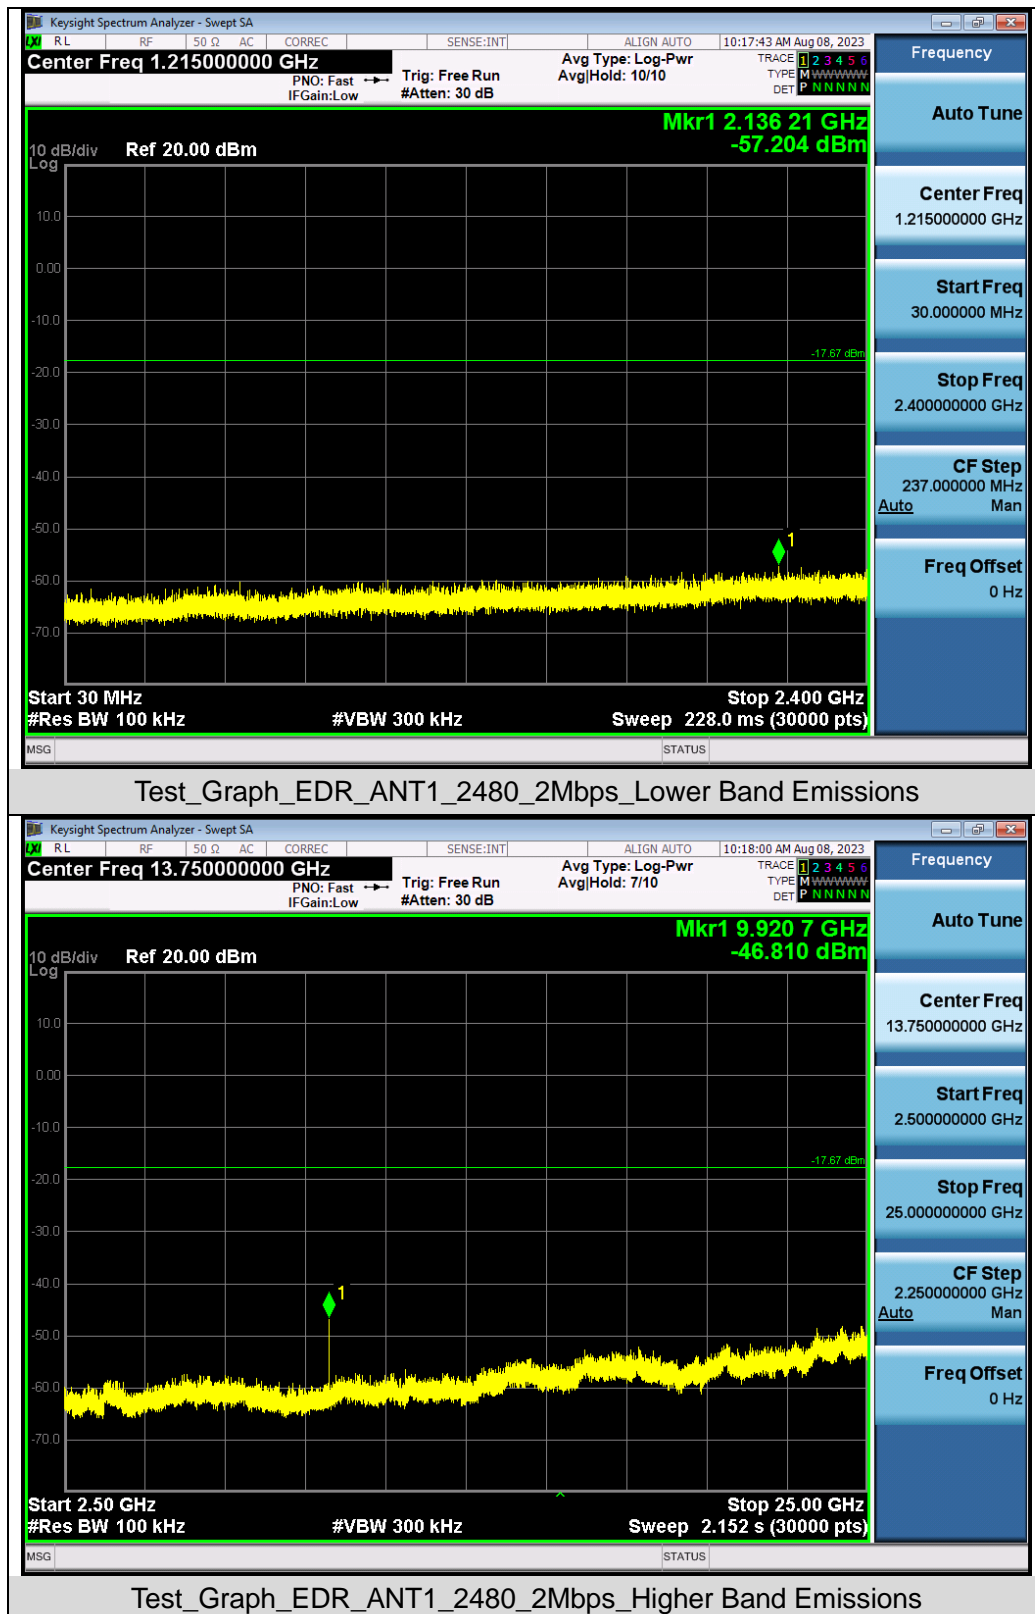 Keysight Spectrum Analyzer - Swept SA
LXI RL RF 50 Ω AC CORREC SENSE:INT ALIGN AUTO 10:17:43 AM Aug 08, 2023
Center Freq 1.215000000 GHz
PNO: Fast
IFGain:Low
Trig: Free Run
#Atten: 30 dB
Avg Type: Log-Pwr
Avg|Hold: 10/10
TRACE 1 2 3 4 5 6
TYPE M WWWWW
DET P N N N N N
Frequency
Mkr1 2.136 21 GHz
-57.204 dBm
10 dB/div Ref 20.00 dBm
Log
10.0
0.00
-10.0
-17.67 dBm
-20.0
-30.0
-40.0
-50.0
1
-60.0
-70.0
Start 30 MHz Stop 2.400 GHz
#Res BW 100 kHz #VBW 300 kHz Sweep 228.0 ms (30000 pts)
Auto Tune
Center Freq
1.215000000 GHz
Start Freq
30.000000 MHz
Stop Freq
2.400000000 GHz
CF Step
237.000000 MHz
Auto Man
Freq Offset
0 Hz
MSG STATUS
Test_Graph_EDR_ANT1_2480_2Mbps_Lower Band Emissions
Keysight Spectrum Analyzer - Swept SA
LXI RL RF 50 Ω AC CORREC SENSE:INT ALIGN AUTO 10:18:00 AM Aug 08, 2023
Center Freq 13.750000000 GHz
PNO: Fast
IFGain:Low
Trig: Free Run
#Atten: 30 dB
Avg Type: Log-Pwr
Avg|Hold: 7/10
TRACE 1 2 3 4 5 6
TYPE M WWWWW
DET P N N N N N
Frequency
Mkr1 9.920 7 GHz
-46.810 dBm
10 dB/div Ref 20.00 dBm
Log
10.0
0.00
-10.0
-17.67 dBm
-20.0
-30.0
-40.0
1
-50.0
-60.0
-70.0
Start 2.50 GHz Stop 25.00 GHz
#Res BW 100 kHz #VBW 300 kHz Sweep 2.152 s (30000 pts)
Auto Tune
Center Freq
13.750000000 GHz
Start Freq
2.500000000 GHz
Stop Freq
25.000000000 GHz
CF Step
2.250000000 GHz
Auto Man
Freq Offset
0 Hz
MSG STATUS
Test_Graph_EDR_ANT1_2480_2Mbps_Higher Band Emissions